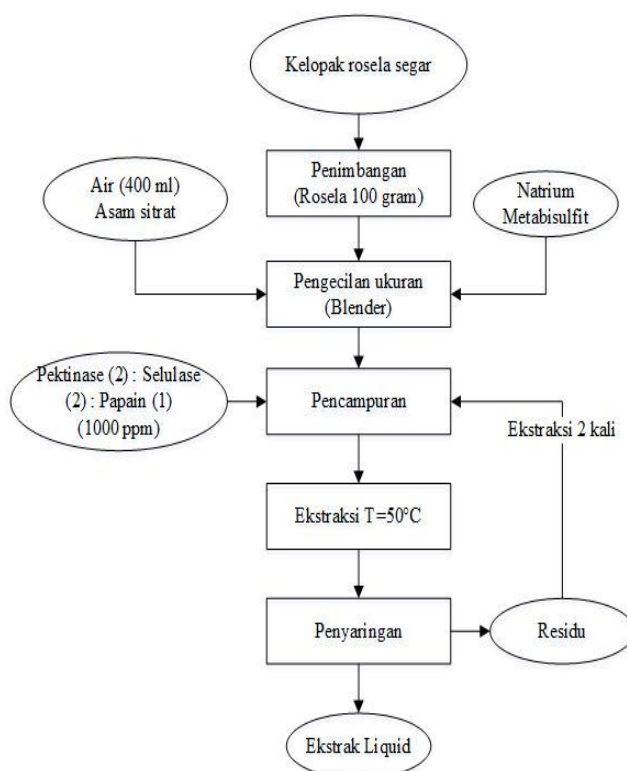 Kelopak rosela segar
Penimbangan
(Rosela 100 gram)
Air (400 ml)
Asam sitrat
Natrium
Metabisulfit
Pengecilan ukuran
(Blender)
Pektinase (2) : Selulase
(2) : Papain (1)
(1000 ppm)
Pencampuran
Ekstraksi 2 kali
Ekstraksi T=50°C
Penyaringan
Residu
Ekstrak Liquid